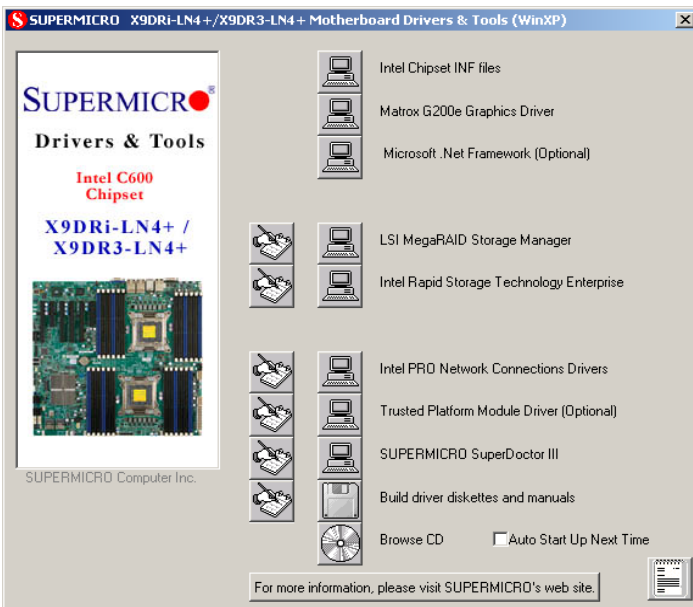 SUPERMICRO X9DRi-LN4+/X9DR3-LN4+ Motherboard Drivers & Tools (WinXP)
SUPERMICRO
Drivers & Tools
Intel C600
Chipset
X9DRi-LN4+ /
X9DR3-LN4+
SUPERMICRO Computer Inc.
Intel Chipset INF files
Matrox G200e Graphics Driver
Microsoft .Net Framework (Optional)
LSI MegaRAID Storage Manager
Intel Rapid Storage Technology Enterprise
Intel PRO Network Connections Drivers
Trusted Platform Module Driver (Optional)
SUPERMICRO SuperDoctor III
Build driver diskettes and manuals
Browse CD Auto Start Up Next Time
For more information, please visit SUPERMICRO's web site.